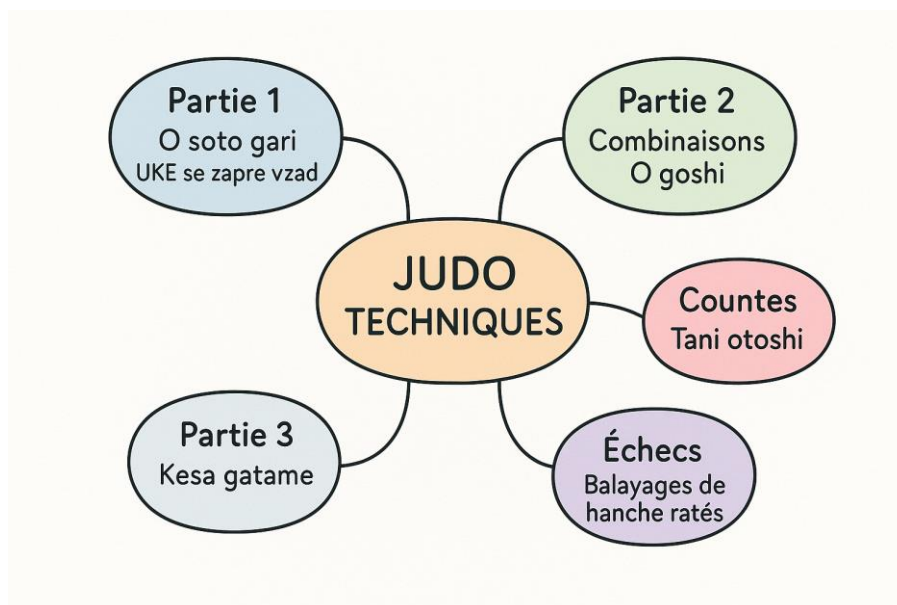 Partie 1
O soto gari
UKE se zapre vzad
Partie 2
Combinaisons
O goshi
JUDO
TECHNIQUES
Countes
Tani otoshi
Partie 3
Kesa gatame
Échecs
Balayages de
hanche ratés